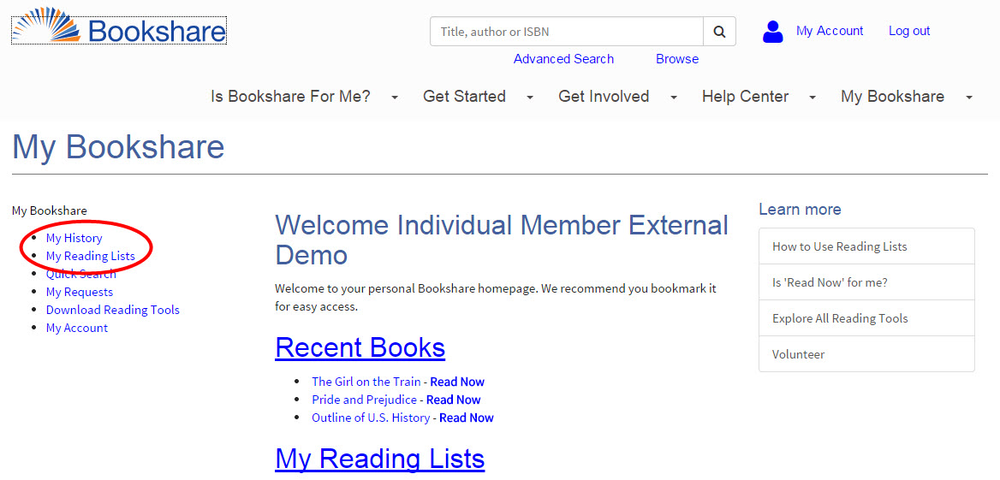 Bookshare
Title, author or ISBN
My Account
Log out
Advanced Search
Browse
Is Bookshare For Me?
Get Started
Get Involved
Help Center
My Bookshare
My Bookshare
My Bookshare
My History
My Reading Lists
Quick Search
My Requests
Download Reading Tools
My Account
Welcome Individual Member External
Demo
Welcome to your personal Bookshare homepage. We recommend you bookmark it
for easy access.
Recent Books
The Girl on the Train - Read Now
Pride and Prejudice - Read Now
Outline of U.S. History - Read Now
My Reading Lists
Learn more
How to Use Reading Lists
Is 'Read Now' for me?
Explore All Reading Tools
Volunteer